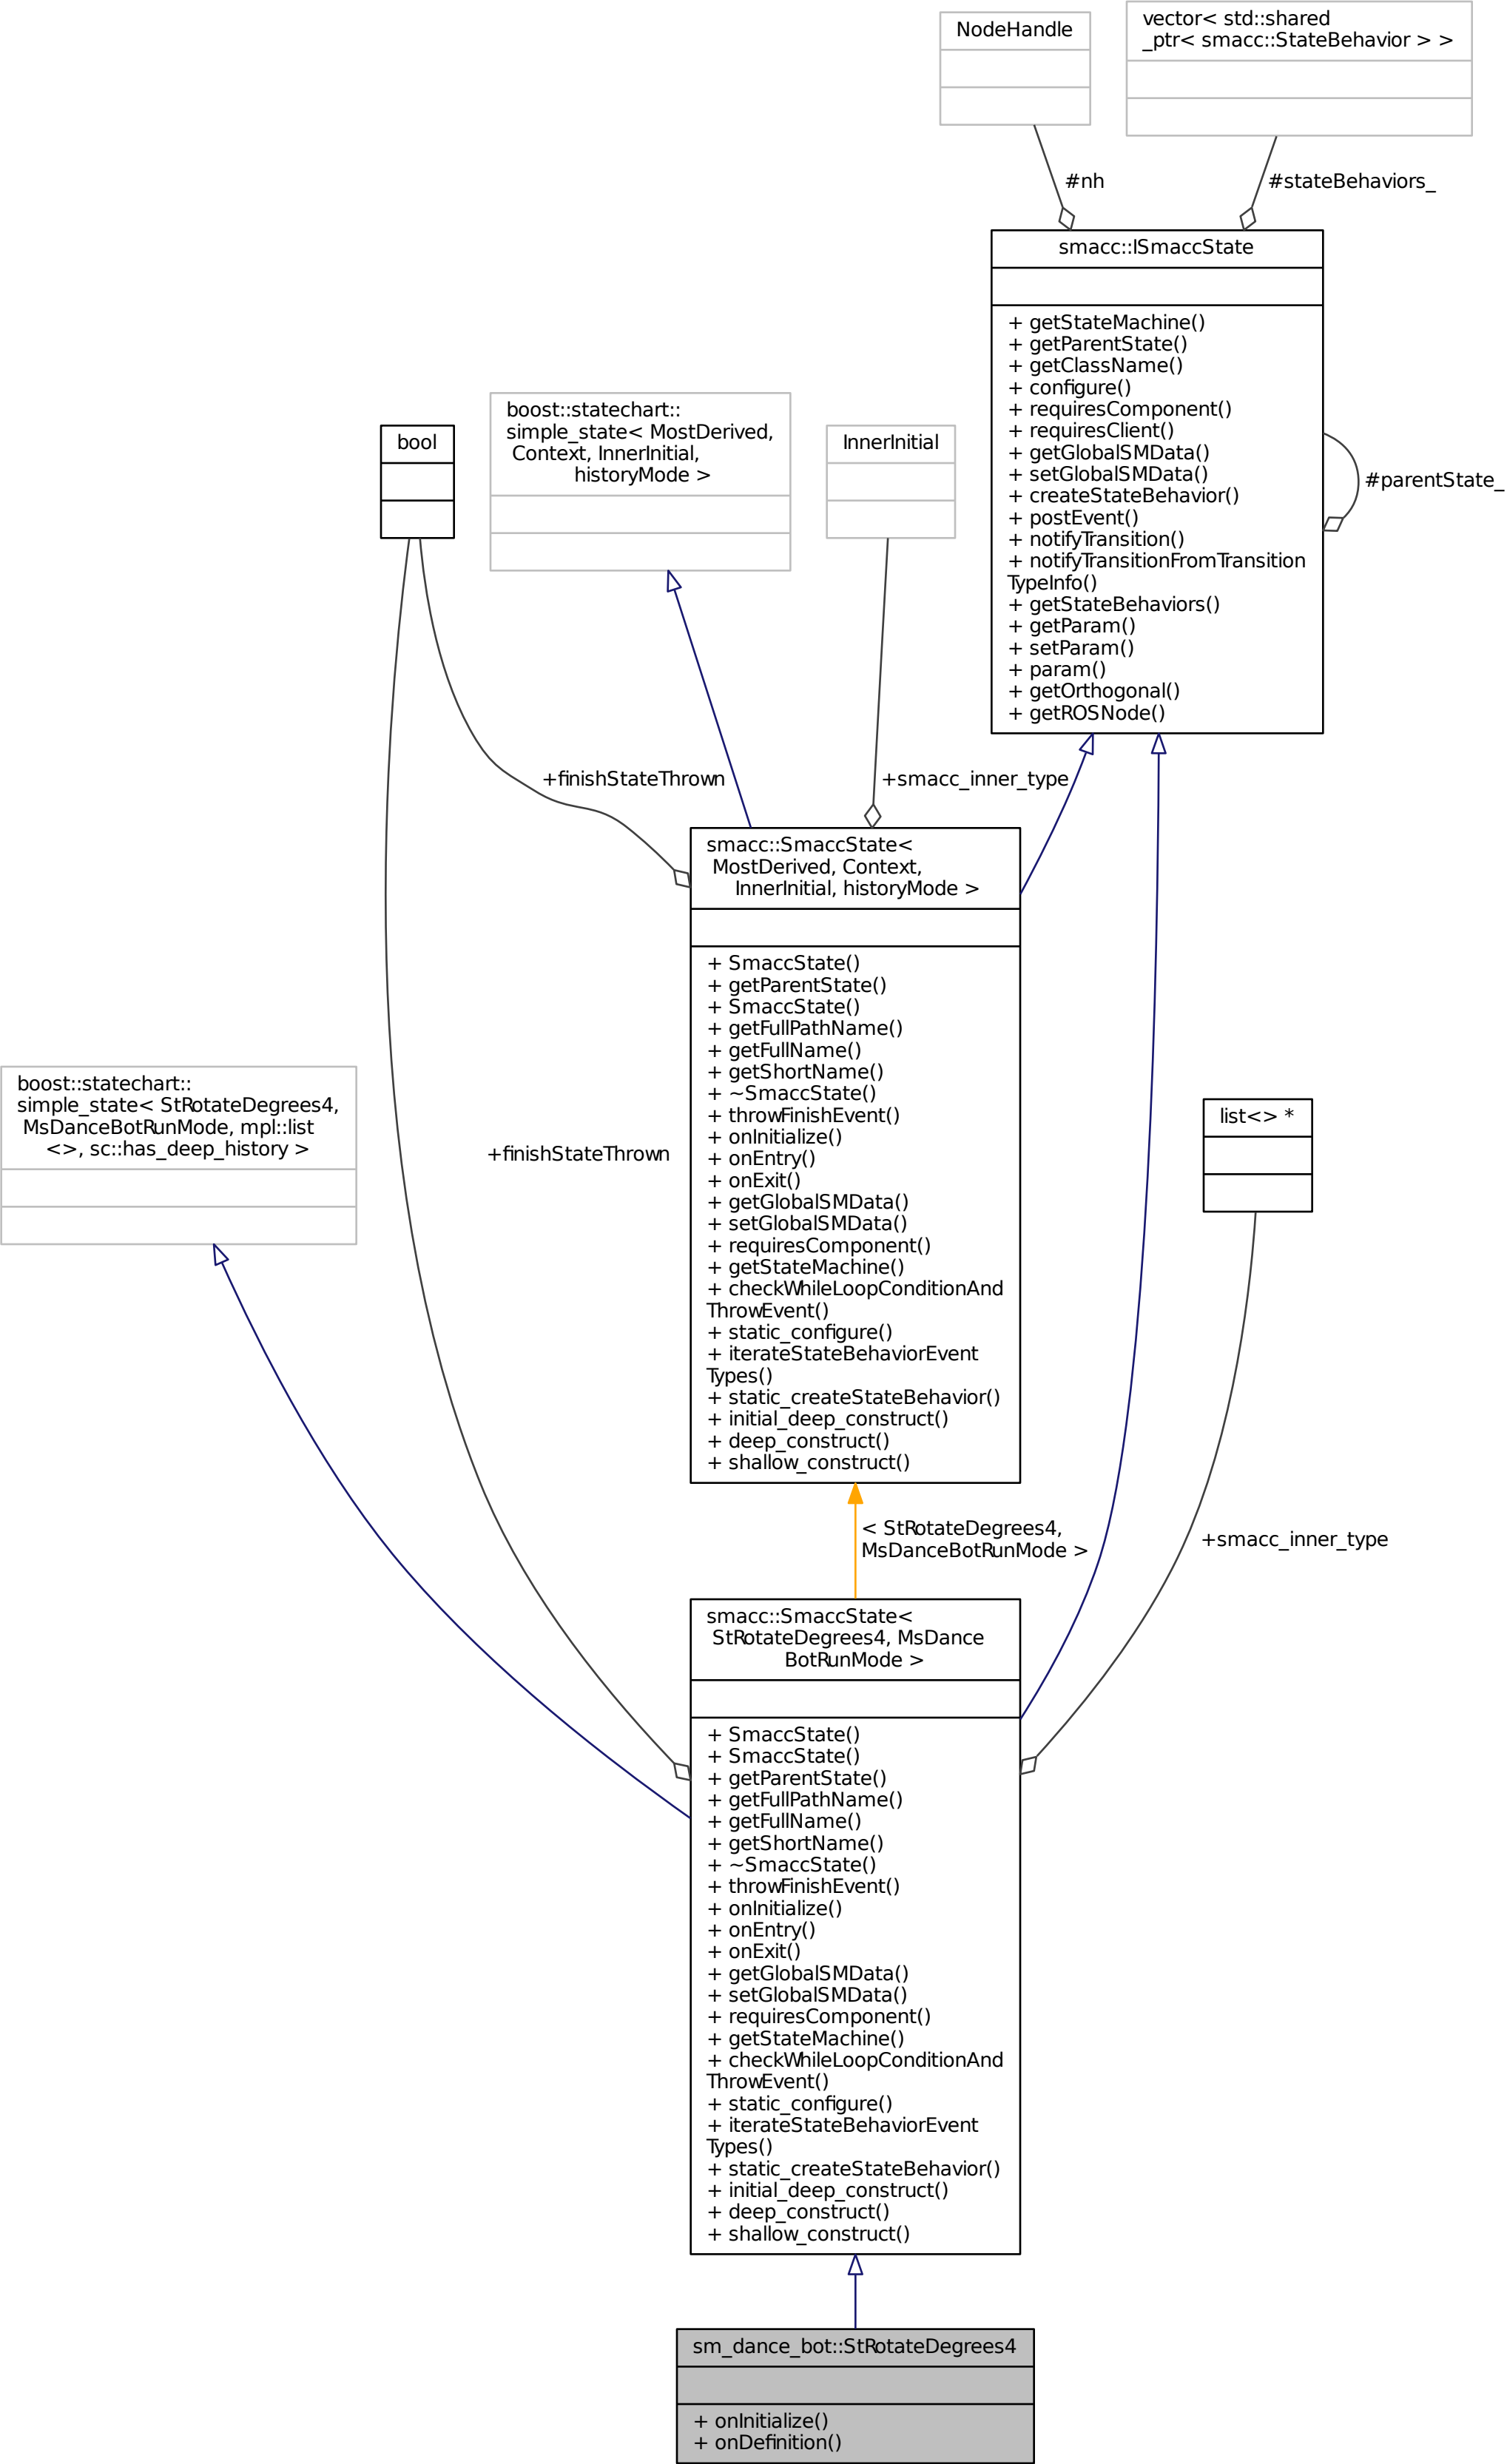 NodeHandle
vector< std::shared
_ptr< smacc::StateBehavior > >
#nh
#stateBehaviors_
smacc::ISmaccState
+ getStateMachine()
+ getParentState()
+ getClassName()
+ configure()
+ requiresComponent()
+ requiresClient()
+ getGlobalSMData()
+ setGlobalSMData()
+ createStateBehavior()
+ postEvent()
+ notifyTransition()
+ notifyTransitionFromTransition
TypeInfo()
+ getStateBehaviors()
+ getParam()
+ setParam()
+ param()
+ getOrthogonal()
+ getROSNode()
#parentState_
bool
boost::statechart::
simple_state< MostDerived,
Context, InnerInitial,
historyMode >
InnerInitial
+finishStateThrown
+smacc_inner_type
smacc::SmaccState<
MostDerived, Context,
InnerInitial, historyMode >
+ SmaccState()
+ getParentState()
+ SmaccState()
+ getFullPathName()
+ getFullName()
+ getShortName()
+ ~SmaccState()
+ throwFinishEvent()
+ onInitialize()
+ onEntry()
+ onExit()
+ getGlobalSMData()
+ setGlobalSMData()
+ requiresComponent()
+ getStateMachine()
+ checkWhileLoopConditionAnd
ThrowEvent()
+ static_configure()
+ iterateStateBehaviorEvent
Types()
+ static_createStateBehavior()
+ initial_deep_construct()
+ deep_construct()
+ shallow_construct()
boost::statechart::
simple_state< StRotateDegrees4,
MsDanceBotRunMode, mpl::list
<>, sc::has_deep_history >
+finishStateThrown
list<> *
< StRotateDegrees4,
MsDanceBotRunMode >
+smacc_inner_type
smacc::SmaccState<
StRotateDegrees4, MsDance
BotRunMode >
+ SmaccState()
+ SmaccState()
+ getParentState()
+ getFullPathName()
+ getFullName()
+ getShortName()
+ ~SmaccState()
+ throwFinishEvent()
+ onInitialize()
+ onEntry()
+ onExit()
+ getGlobalSMData()
+ setGlobalSMData()
+ requiresComponent()
+ getStateMachine()
+ checkWhileLoopConditionAnd
ThrowEvent()
+ static_configure()
+ iterateStateBehaviorEvent
Types()
+ static_createStateBehavior()
+ initial_deep_construct()
+ deep_construct()
+ shallow_construct()
sm_dance_bot::StRotateDegrees4
+ onInitialize()
+ onDefinition()